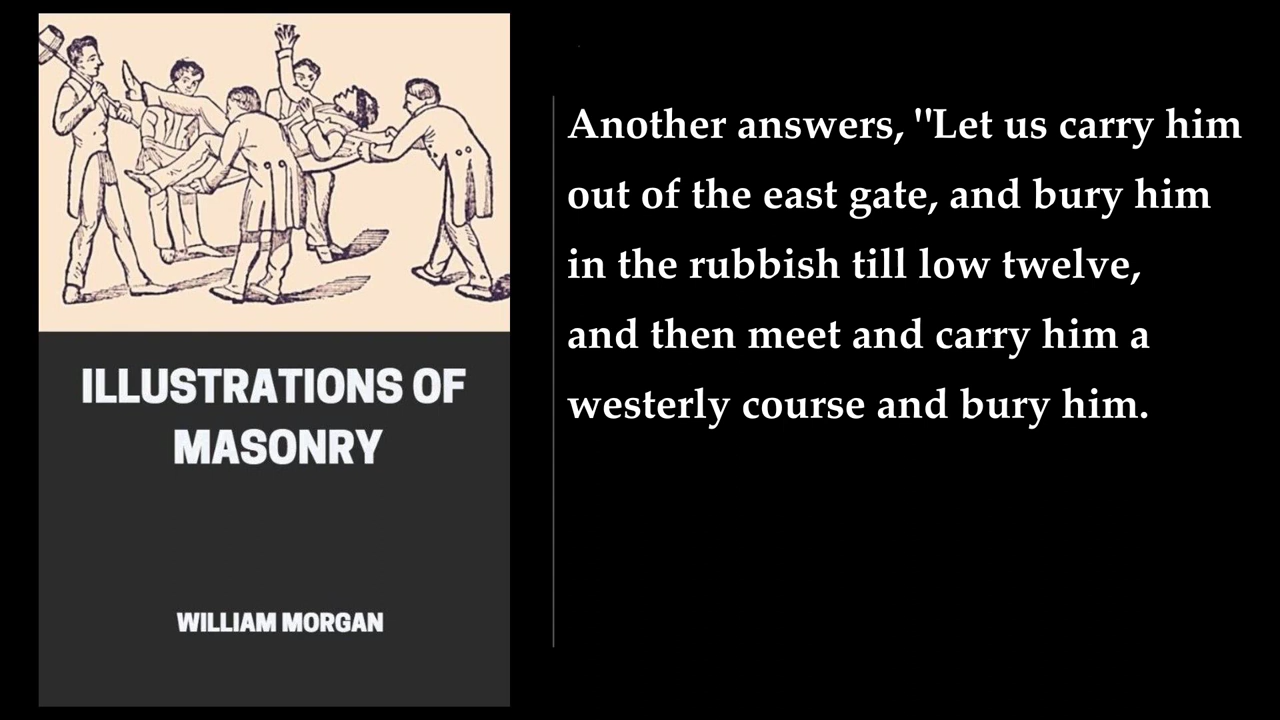 ILLUSTRATIONS OF
MASONRY
WILLIAM MORGAN
Another answers, "Let us carry him
out of the east gate, and bury him
in the rubbish till low twelve,
and then meet and carry him a
westerly course and bury him.